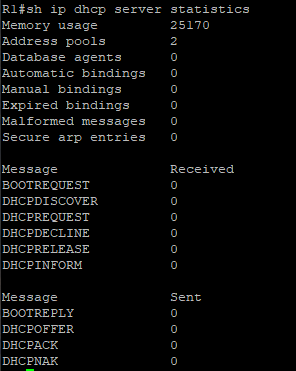 R1#sh ip dhcp server statistics
Memory usage 25170
Address pools 2
Database agents 0
Automatic bindings 0
Manual bindings 0
Expired bindings 0
Malformed messages 0
Secure arp entries 0
Message Received
BOOTREQUEST 0
DHCPDISCOVER 0
DHCPREQUEST 0
DHCPDECLINE 0
DHCPRELEASE 0
DHCPINFORM 0
Message Sent
BOOTREPLY 0
DHCPOFFER 0
DHCPACK 0
DHCPNAK 0